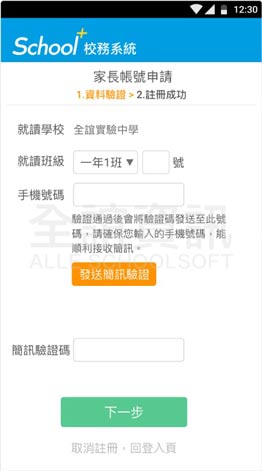 12:30
School+ 校務系統
家長帳號申請
1.資料驗證 > 2.註冊成功
就讀學校 全誼實驗中學
就讀班級 一年1班 號
手機號碼
驗證通過後會將驗證碼發送至此號
碼，請確保您輸入的手機號碼，能
順利接收簡訊。
全誼資訊
ALLE SCHOOLSOFT
發送簡訊驗證
簡訊驗證碼
下一步
取消註冊，回登入頁